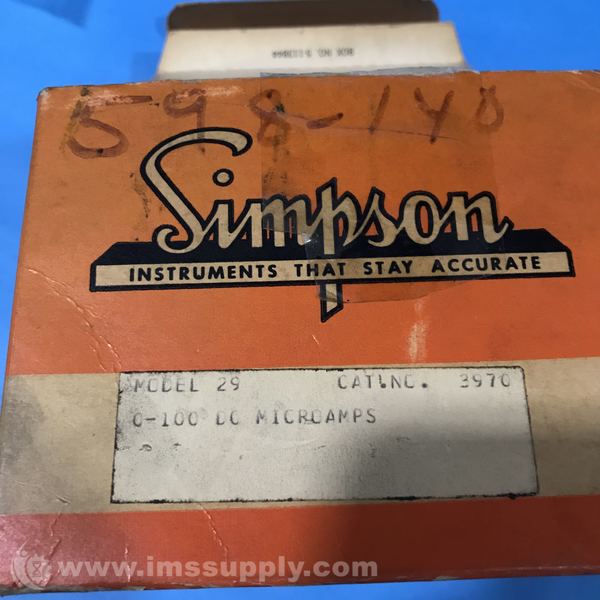 598-140
Simpson
INSTRUMENTS THAT STAY ACCURATE
MODEL 29 CAT.NO. 3970
0-100 DC MICROAMPS
www.imssupply.com